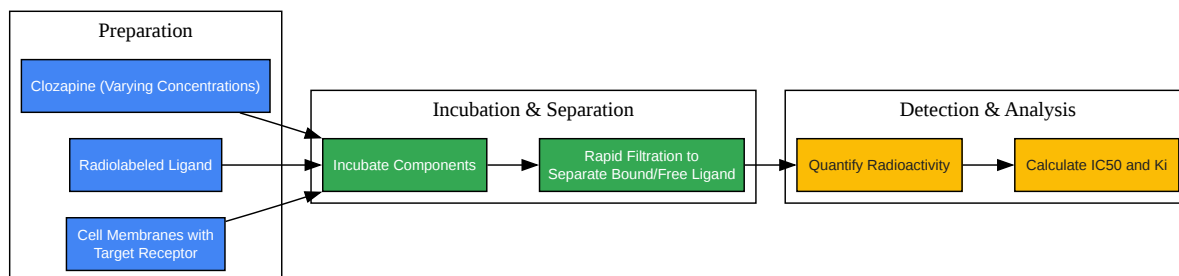 Preparation
Clozapine (Varying Concentrations)
Radiolabeled Ligand
Cell Membranes with
Target Receptor
Incubation & Separation
Incubate Components
Rapid Filtration to
Separate Bound/Free Ligand
Detection & Analysis
Quantify Radioactivity
Calculate IC50 and Ki